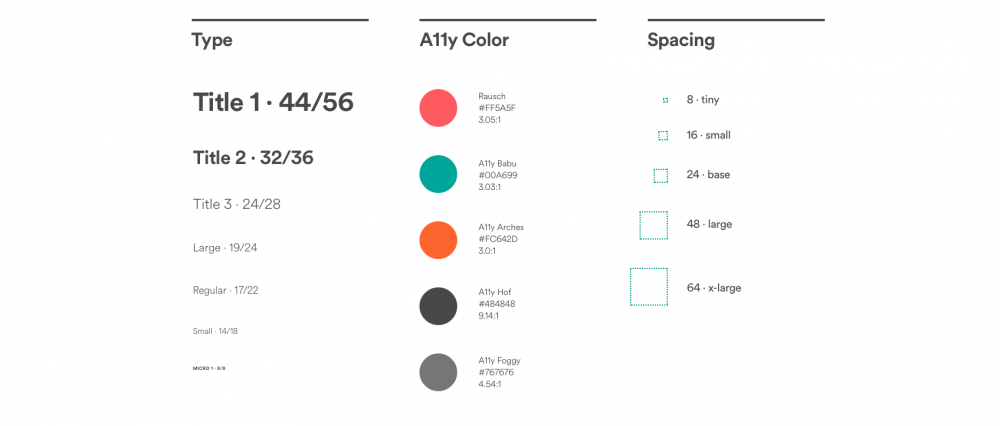 Type
Title 1 · 44/56
Title 2 · 32/36
Title 3 · 24/28
Large · 19/24
Regular · 17/22
Small · 14/18
MICRO 1 · 8/8
A11y Color
Rausch
#FF5A5F
3.05:1
A11y Babu
#00A699
3.03:1
A11y Arches
#FC642D
3.0:1
A11y Hof
#484848
9.14:1
A11y Foggy
#767676
4.54:1
Spacing
8 · tiny
16 · small
24 · base
48 · large
64 · x-large